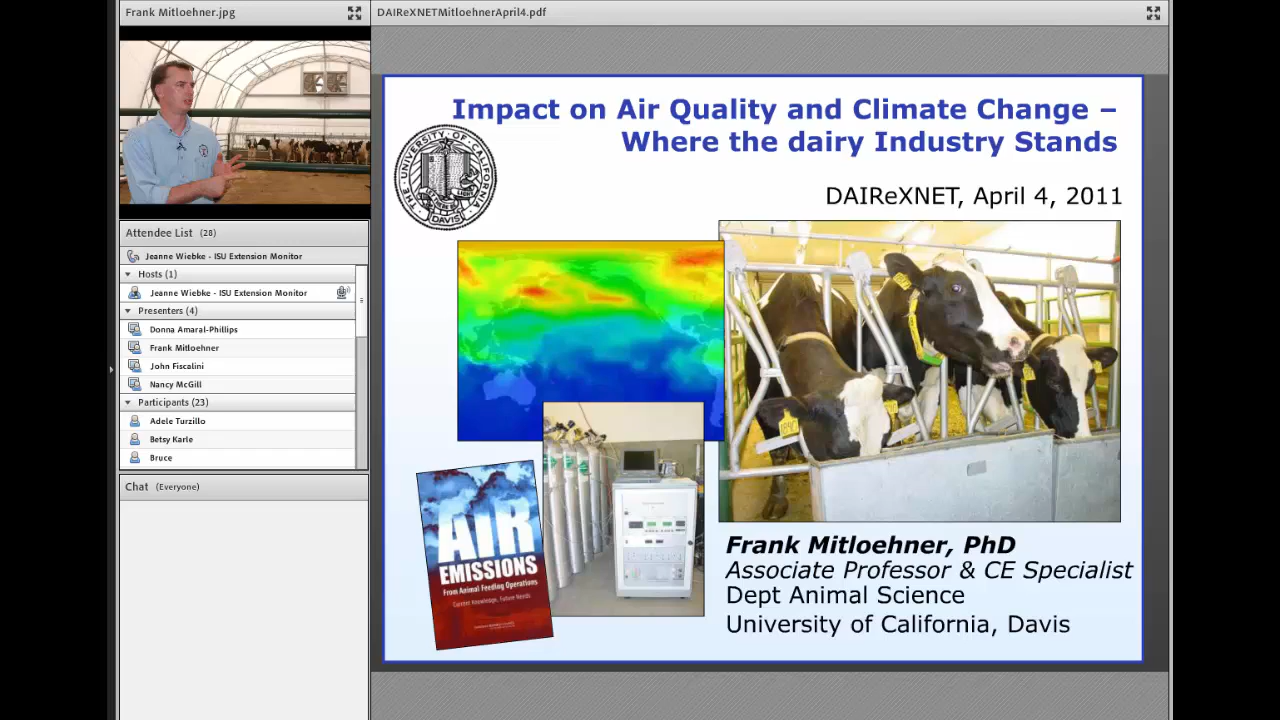 Frank Mitloehner.jpg
Attendee List (28)
Jeanne Wiebke - ISU Extension Monitor
Hosts (1)
Jeanne Wiebke - ISU Extension Monitor
Presenters (4)
Donna Amaral-Phillips
Frank Mitloehner
John Fiscalini
Nancy McGill
Participants (23)
Adele Turzillo
Betsy Karle
Bruce
Chat (Everyone)
DAIReXNETMitloehnerApril4.pdf
Impact on Air Quality and Climate Change –
Where the dairy Industry Stands
THE UNIVERSITY OF CALIFORNIA
DAVIS
DAIReXNET, April 4, 2011
AIR
EMISSIONS
From Animal Feeding Operations
Current Knowledge, Future Needs
Frank Mitloehner, PhD
Associate Professor & CE Specialist
Dept Animal Science
University of California, Davis